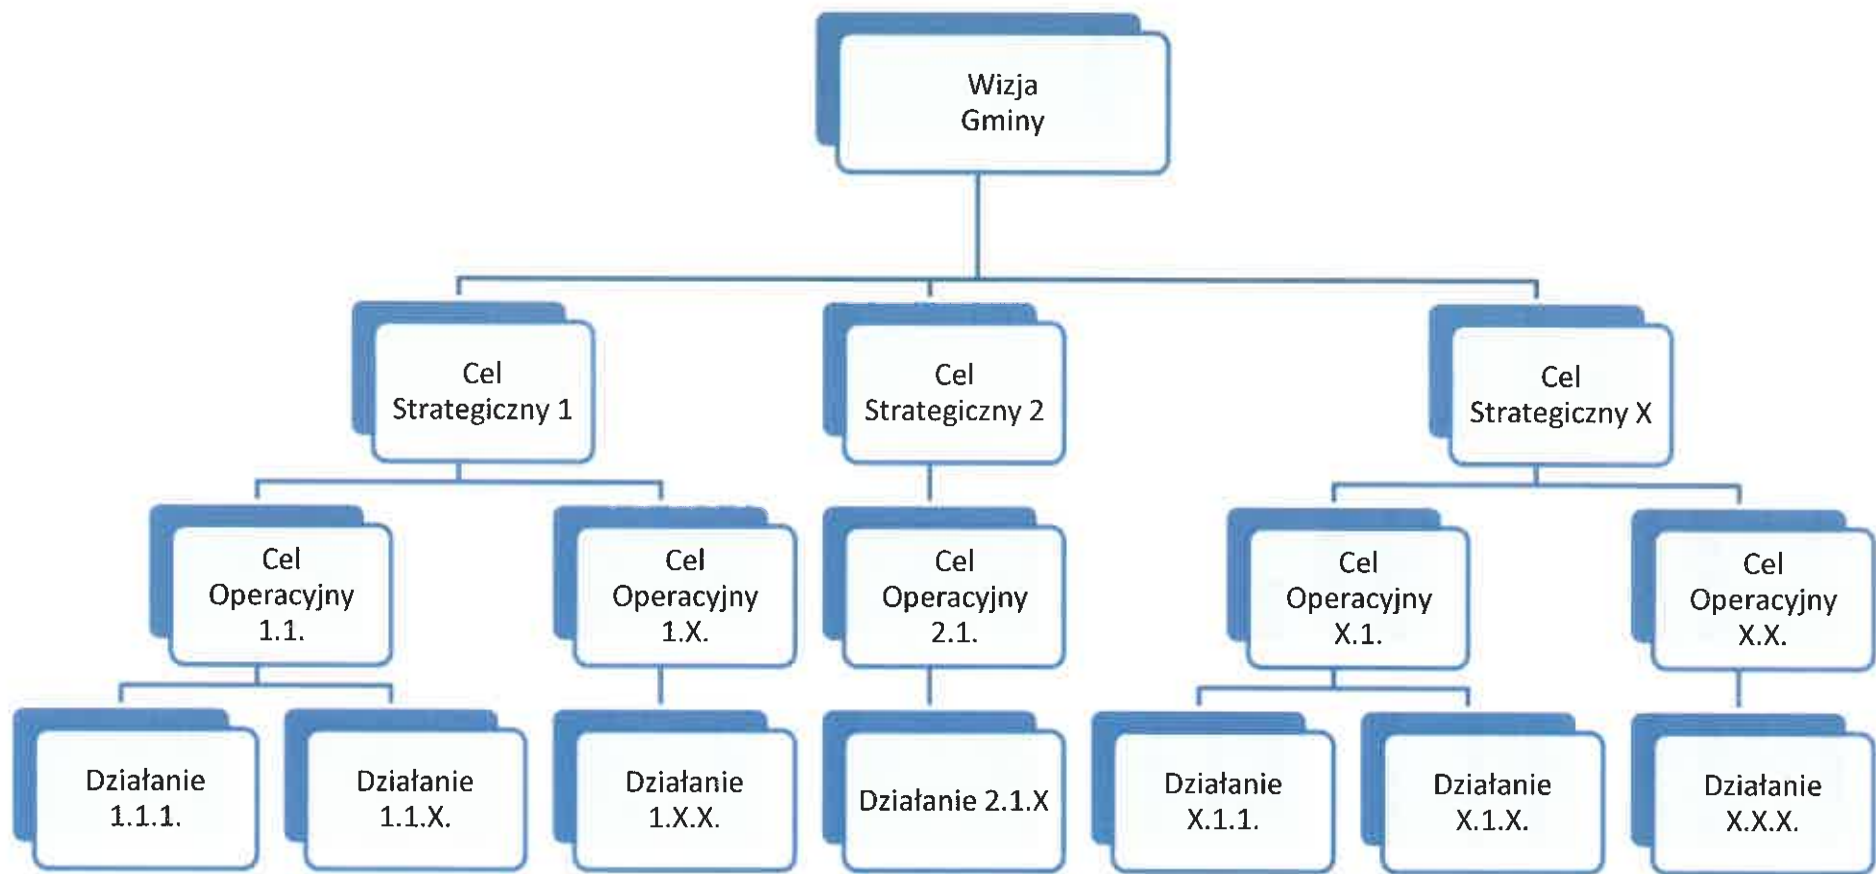 Wizja
Gminy
Cel
Strategiczny 1
Cel
Strategiczny 2
Cel
Strategiczny X
Cel
Operacyjny
1.1.
Cel
Operacyjny
1.X.
Cel
Operacyjny
2.1.
Cel
Operacyjny
X.1.
Cel
Operacyjny
X.X.
Działanie
1.1.1.
Działanie
1.1.X.
Działanie
1.X.X.
Działanie 2.1.X
Działanie
X.1.1.
Działanie
X.1.X.
Działanie
X.X.X.